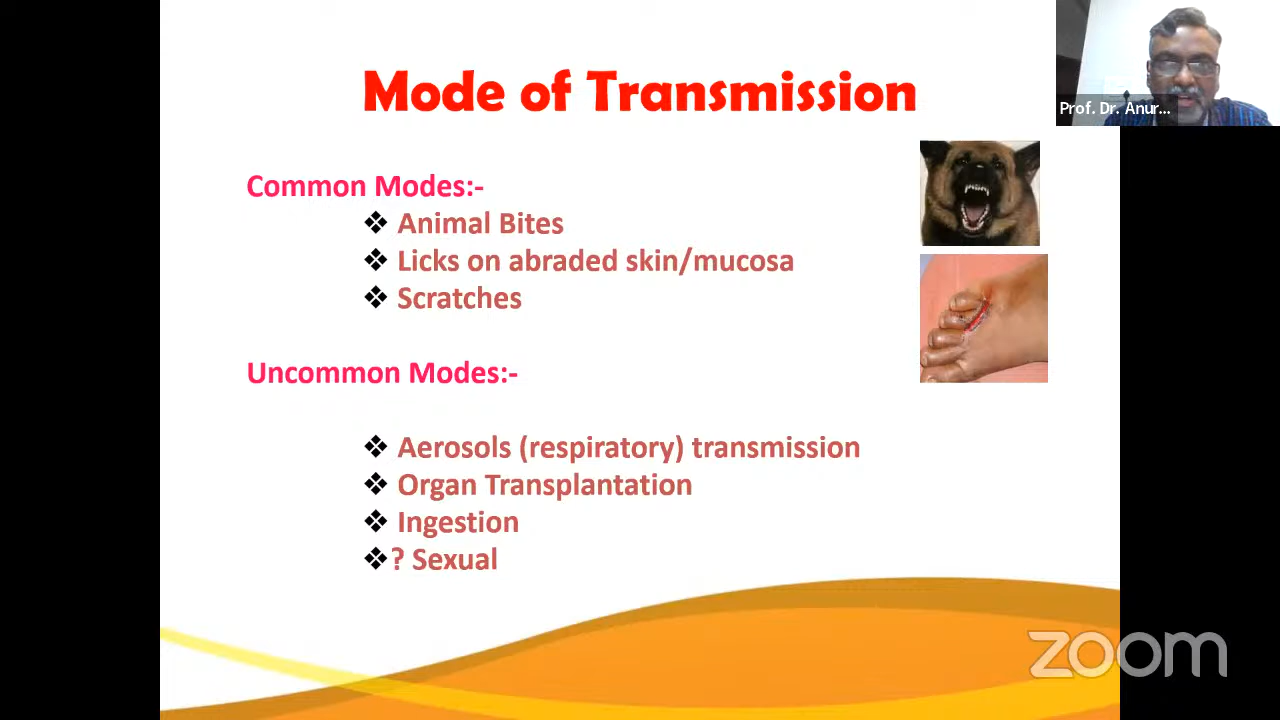 Mode of Transmission
Prof. Dr. Anur...
Common Modes:-
❖ Animal Bites
❖ Licks on abraded skin/mucosa
❖ Scratches
Uncommon Modes:-
❖ Aerosols (respiratory) transmission
❖ Organ Transplantation
❖ Ingestion
❖? Sexual
zoom